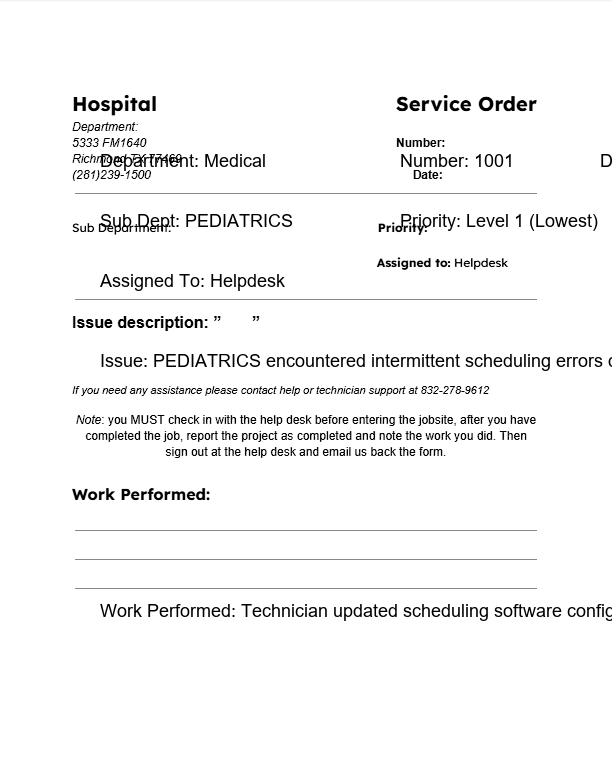 Hospital
Service Order
Department:
5333 FM1640
Number:
Richmond TX 77469
Department: Medical
Number: 1001
D
(281)239-1500
Date:
Sub Dept: PEDIATRICS
Priority: Level 1 (Lowest)
Sub Department:
Priority:
Assigned to: Helpdesk
Assigned To: Helpdesk
Issue description: ” ”
Issue: PEDIATRICS encountered intermittent scheduling errors
If you need any assistance please contact help or technician support at 832-278-9612
Note: you MUST check in with the help desk before entering the jobsite, after you have
completed the job, report the project as completed and note the work you did. Then
sign out at the help desk and email us back the form.
Work Performed:
Work Performed: Technician updated scheduling software config